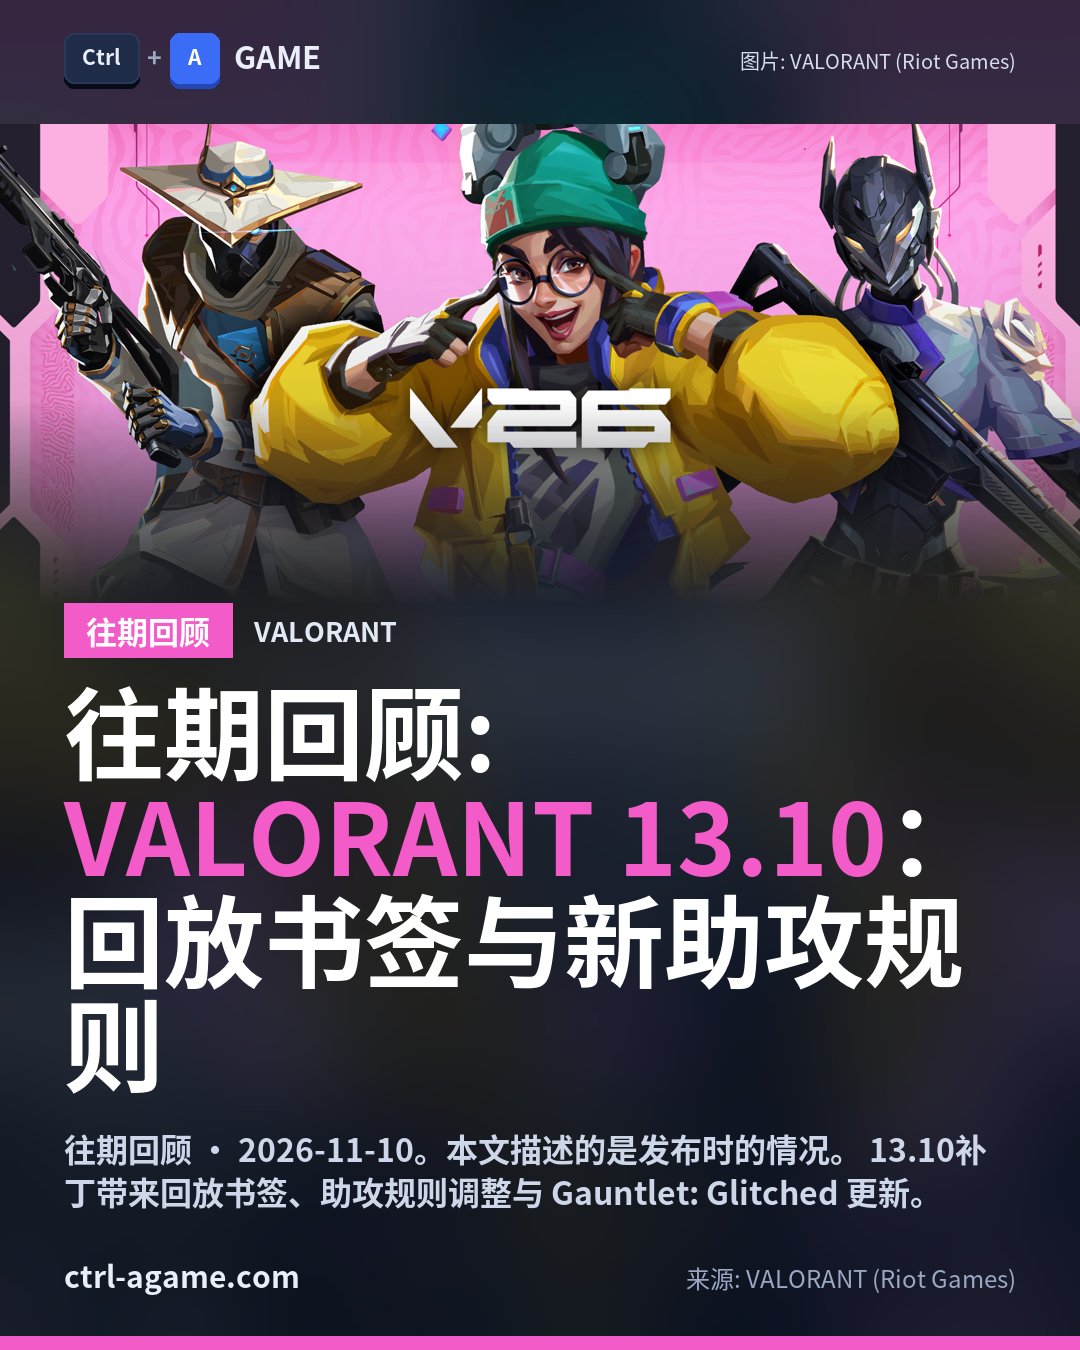 Ctrl + A GAME
图片: VALORANT (Riot Games)
V26
往期回顾 VALORANT
往期回顾:
VALORANT 13.10：
回放书签与新助攻规
则
往期回顾 · 2026-11-10。本文描述的是发布时的情况。 13.10补
丁带来回放书签、助攻规则调整与 Gauntlet: Glitched 更新。
ctrl-agame.com
来源: VALORANT (Riot Games)